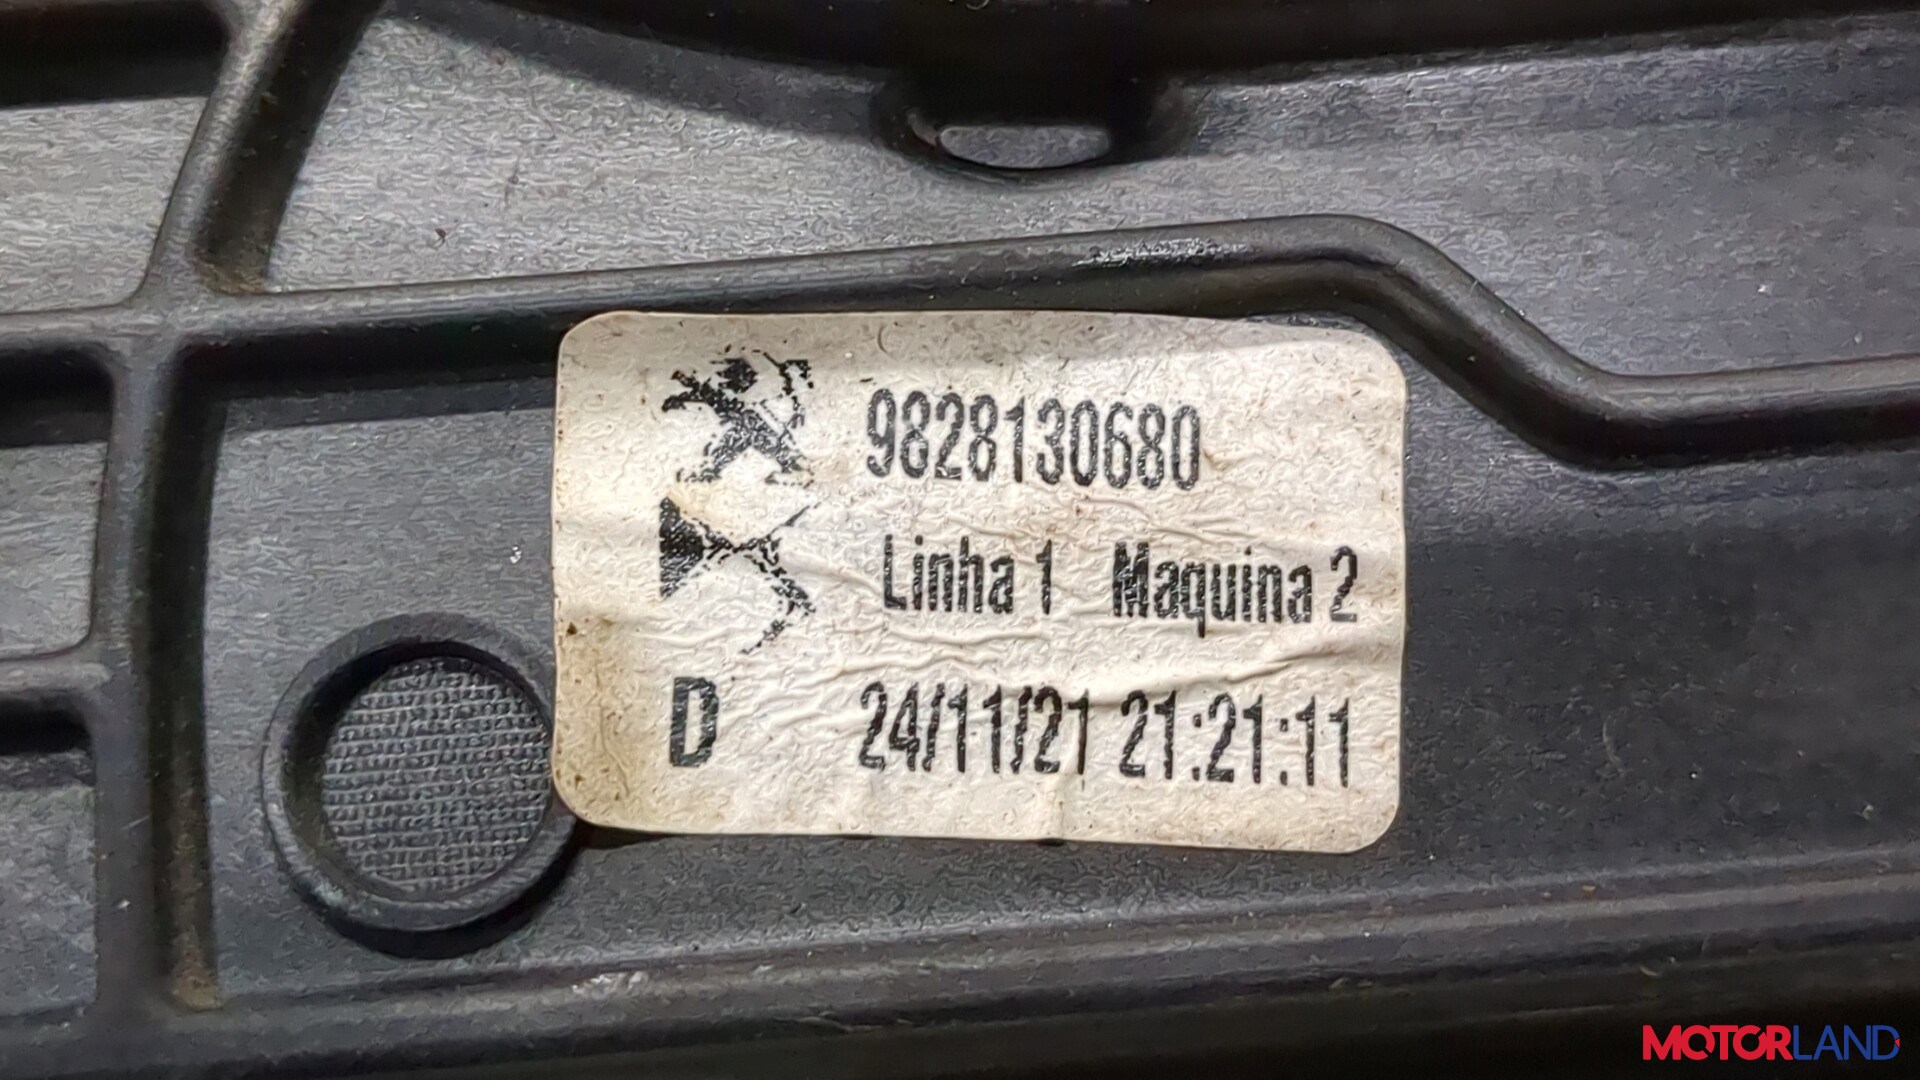 9828130680
Linha 1 Maquina 2
D 24/11/21 21:21:11
MOTORLAND